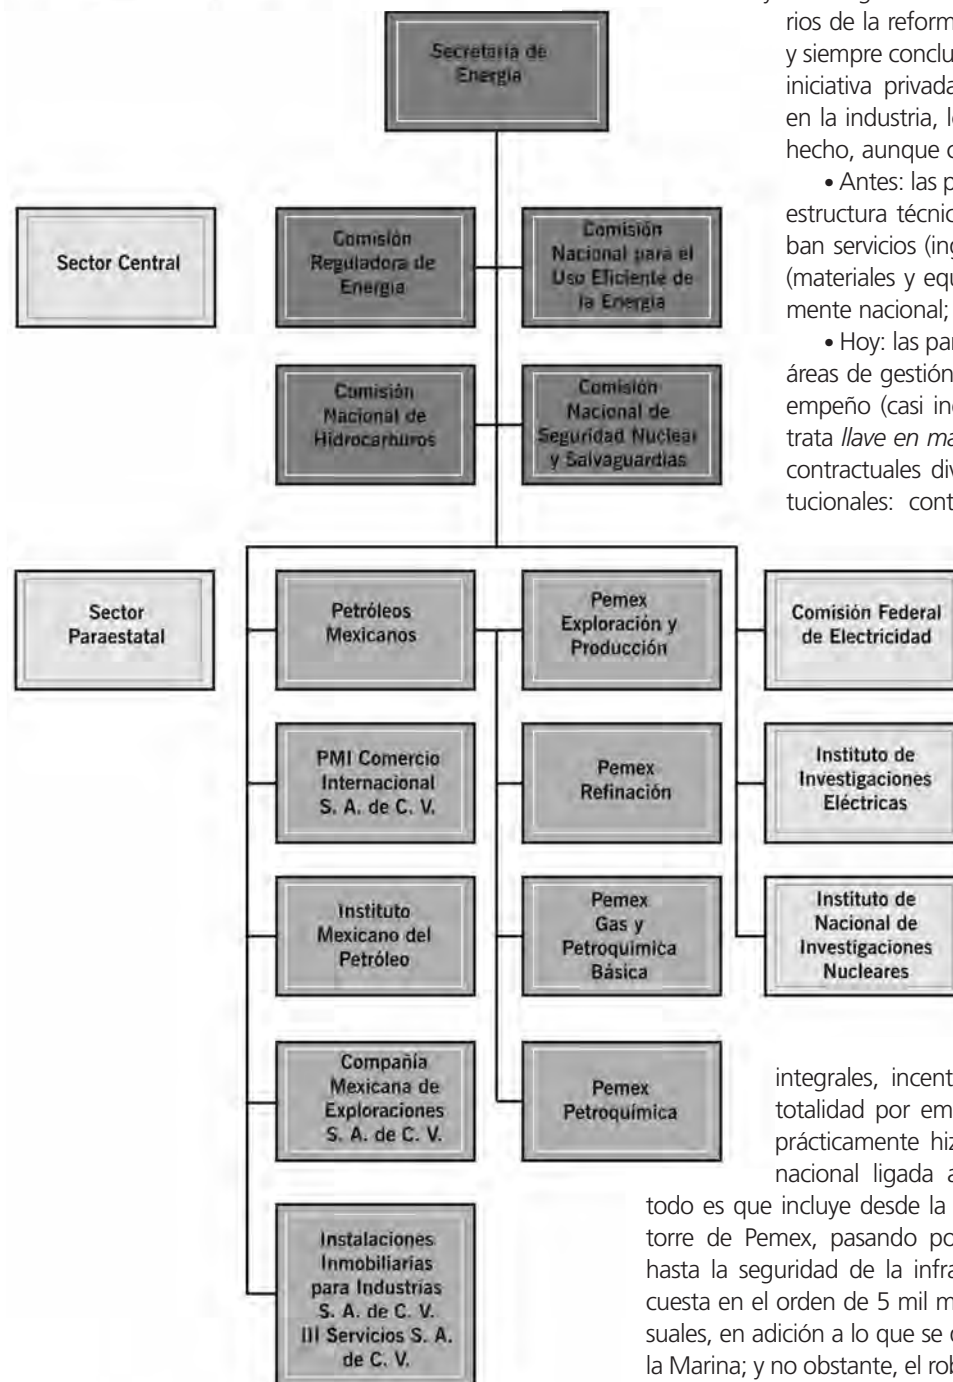 Secretaría de
Energía
Sector Central
Comisión
Reguladora de
Energía
Comisión
Nacional para el
Uso Eficiente de
la Energía
Comisión
Nacional de
Hidrocarburos
Comisión
Nacional de
Seguridad Nuclear
y Salvaguardias
Sector
Paraestatal
Petróleos
Mexicanos
Pemex
Exploración y
Producción
Comisión Federal
de Electricidad
PMI Comercio
Internacional
S. A. de C. V.
Pemex
Refinación
Instituto de
Investigaciones
Eléctricas
Instituto
Mexicano del
Petróleo
Pemex
Gas y
Petroquímica
Básica
Instituto de
Nacional de
Investigaciones
Nucleares
Compañía
Mexicana de
Exploraciones
S. A. de C. V.
Pemex
Petroquímica
Instalaciones
Inmobiliarias
para Industrias
S. A. de C. V.
III Servicios S. A.
de C. V.
rios de la reform
y siempre conclu
iniciativa privada
en la industria, l
hecho, aunque
• Antes: las p
estructura técnic
ban servicios (in
(materiales y equ
mente nacional;
• Hoy: las par
áreas de gestión
empeño (casi in
trata llave en ma
contractuales div
tucionales: cont
integrales, incent
totalidad por em
prácticamente hiz
nacional ligada a
todo es que incluye desde la
torre de Pemex, pasando po
hasta la seguridad de la infra
cuesta en el orden de 5 mil m
suales, en adición a lo que se
la Marina; y no obstante, el rob